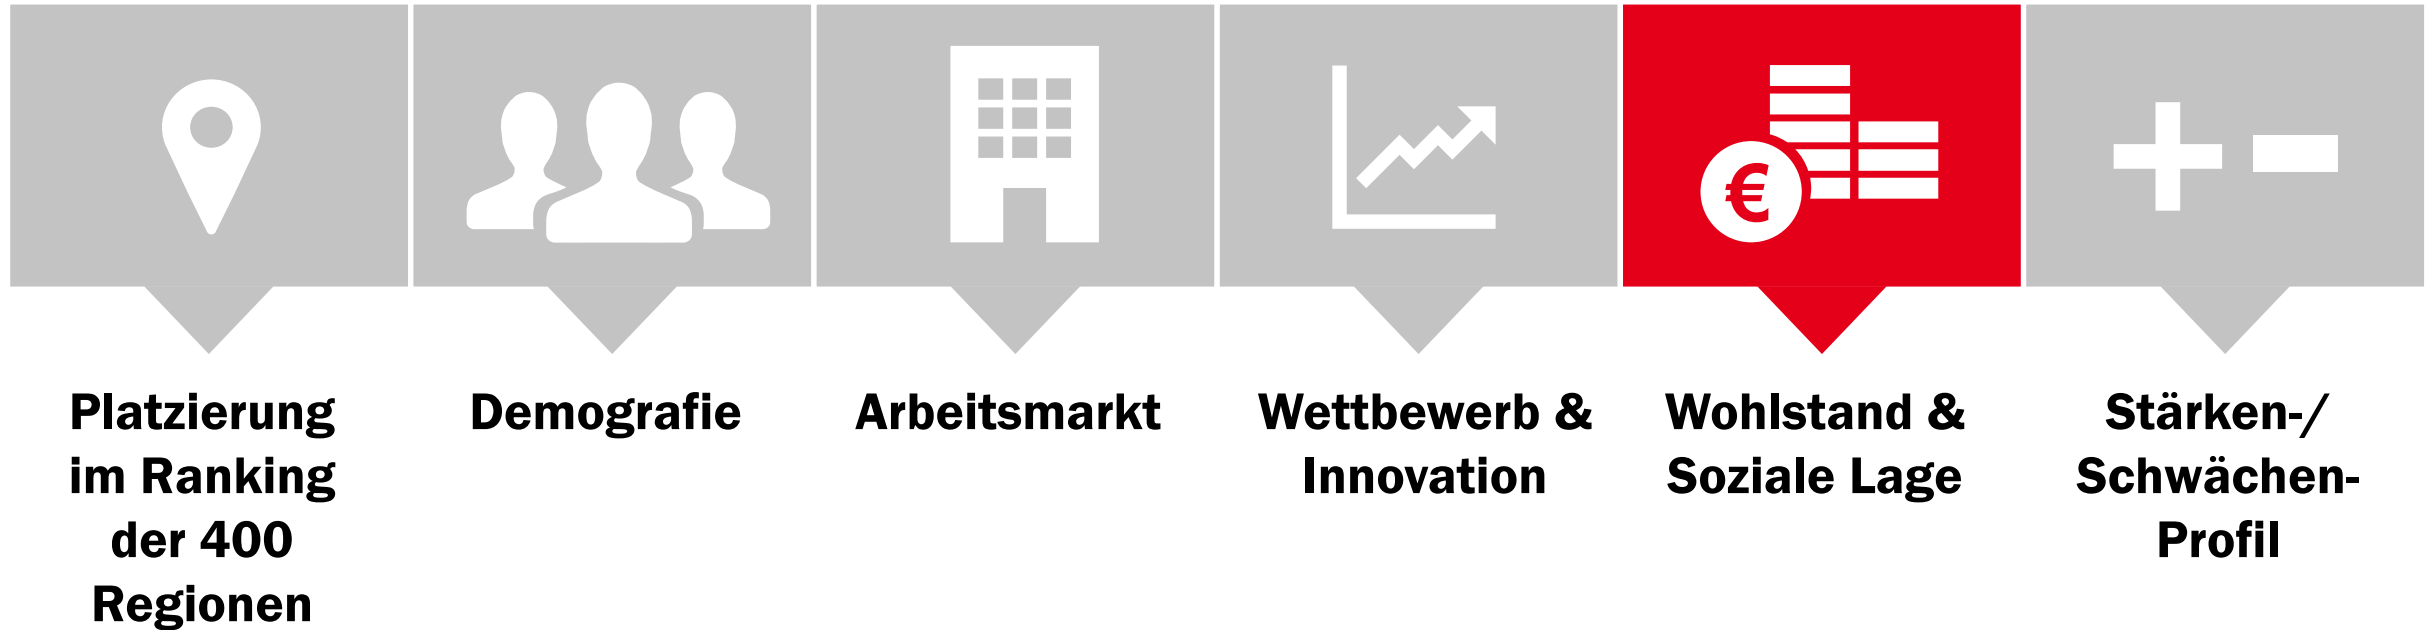 €
Platzierung
im Ranking
der 400
Regionen
Demografie
Arbeitsmarkt
Wettbewerb &
Innovation
Wohlstand &
Soziale Lage
Stärken-/
Schwächen-
Profil